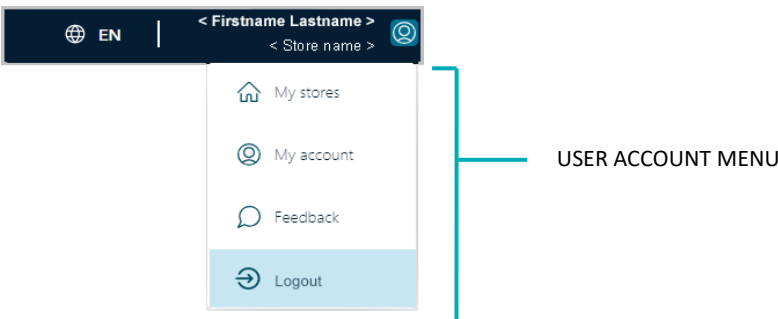 EN
< Firstname Lastname >
< Store name >
My stores
My account
Feedback
Logout
USER ACCOUNT MENU